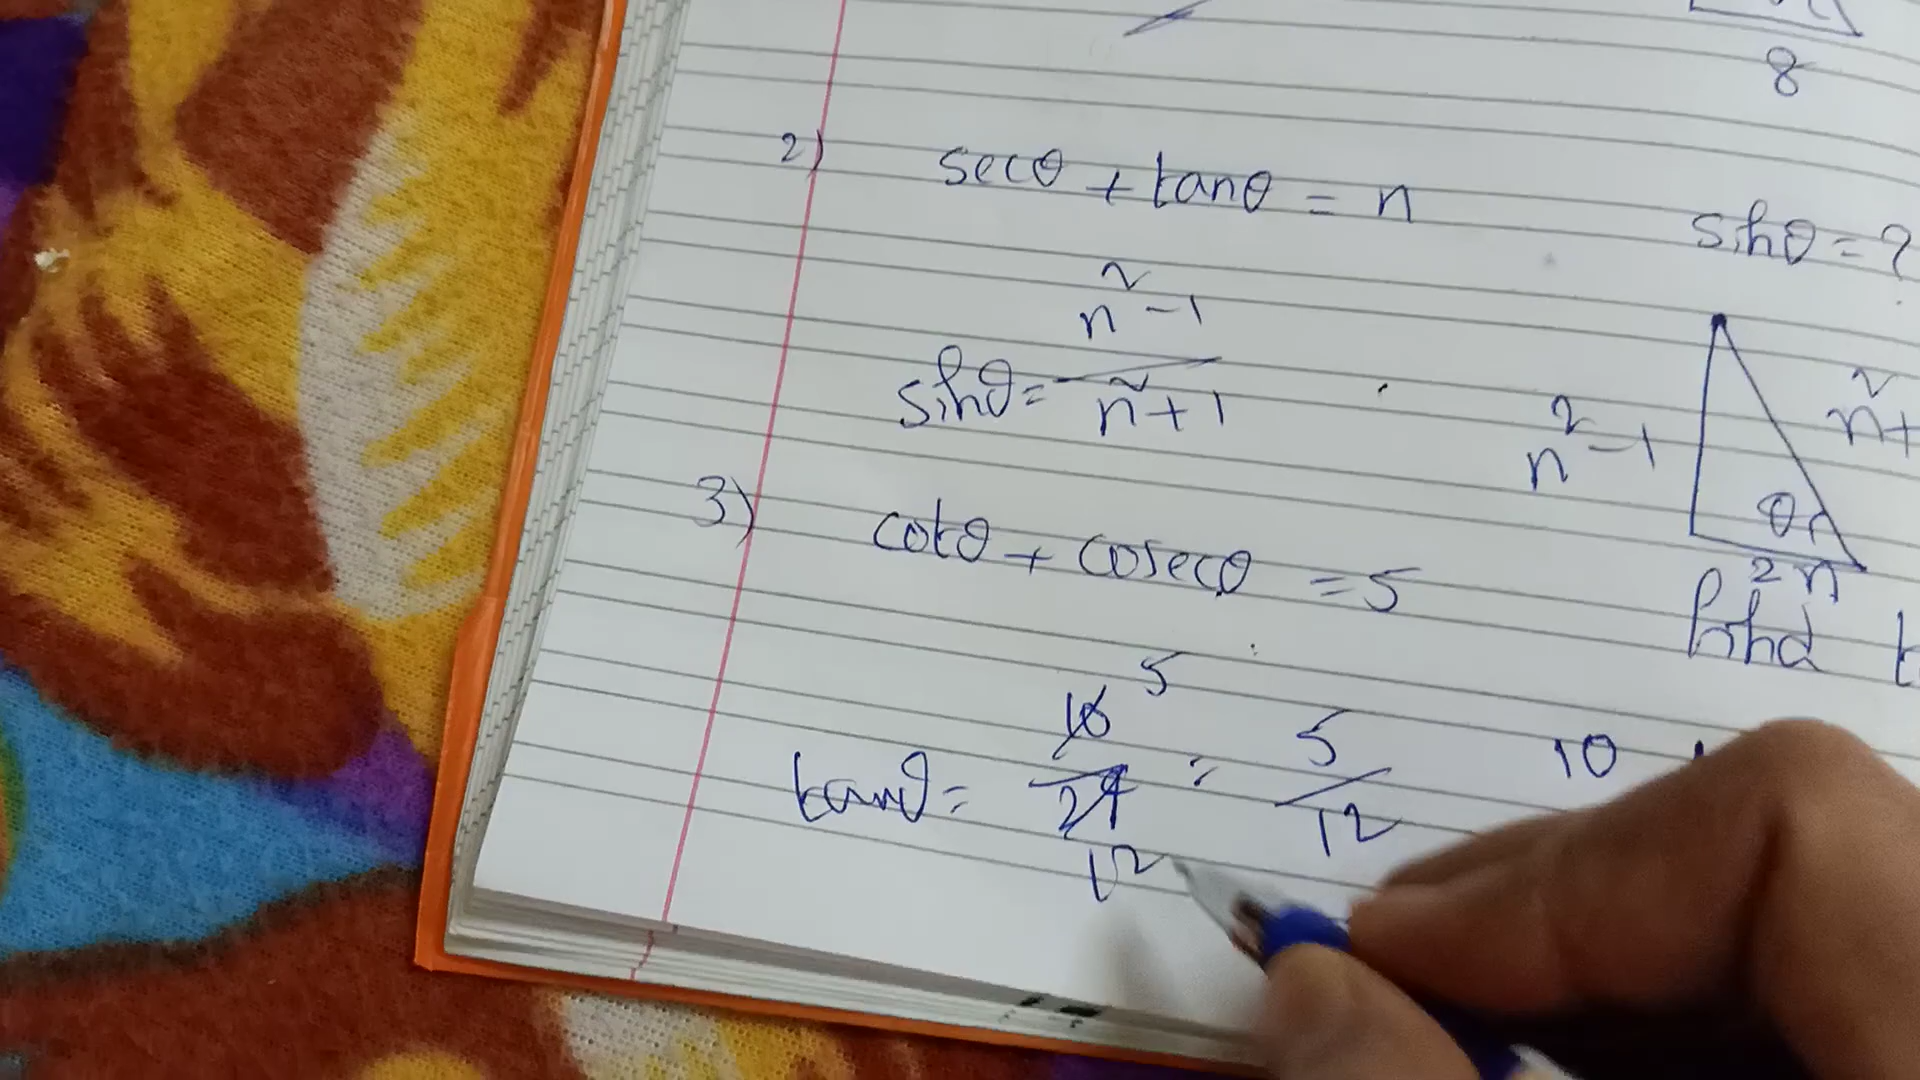 8
2) secθ + tanθ = n
sinθ = ?
n² - 1
sinθ = n² + 1
n² - 1
n² +
θ
2n
3) cotθ + cosecθ = 5
find t
5
10 5 10
tanθ = 24 = 12
12